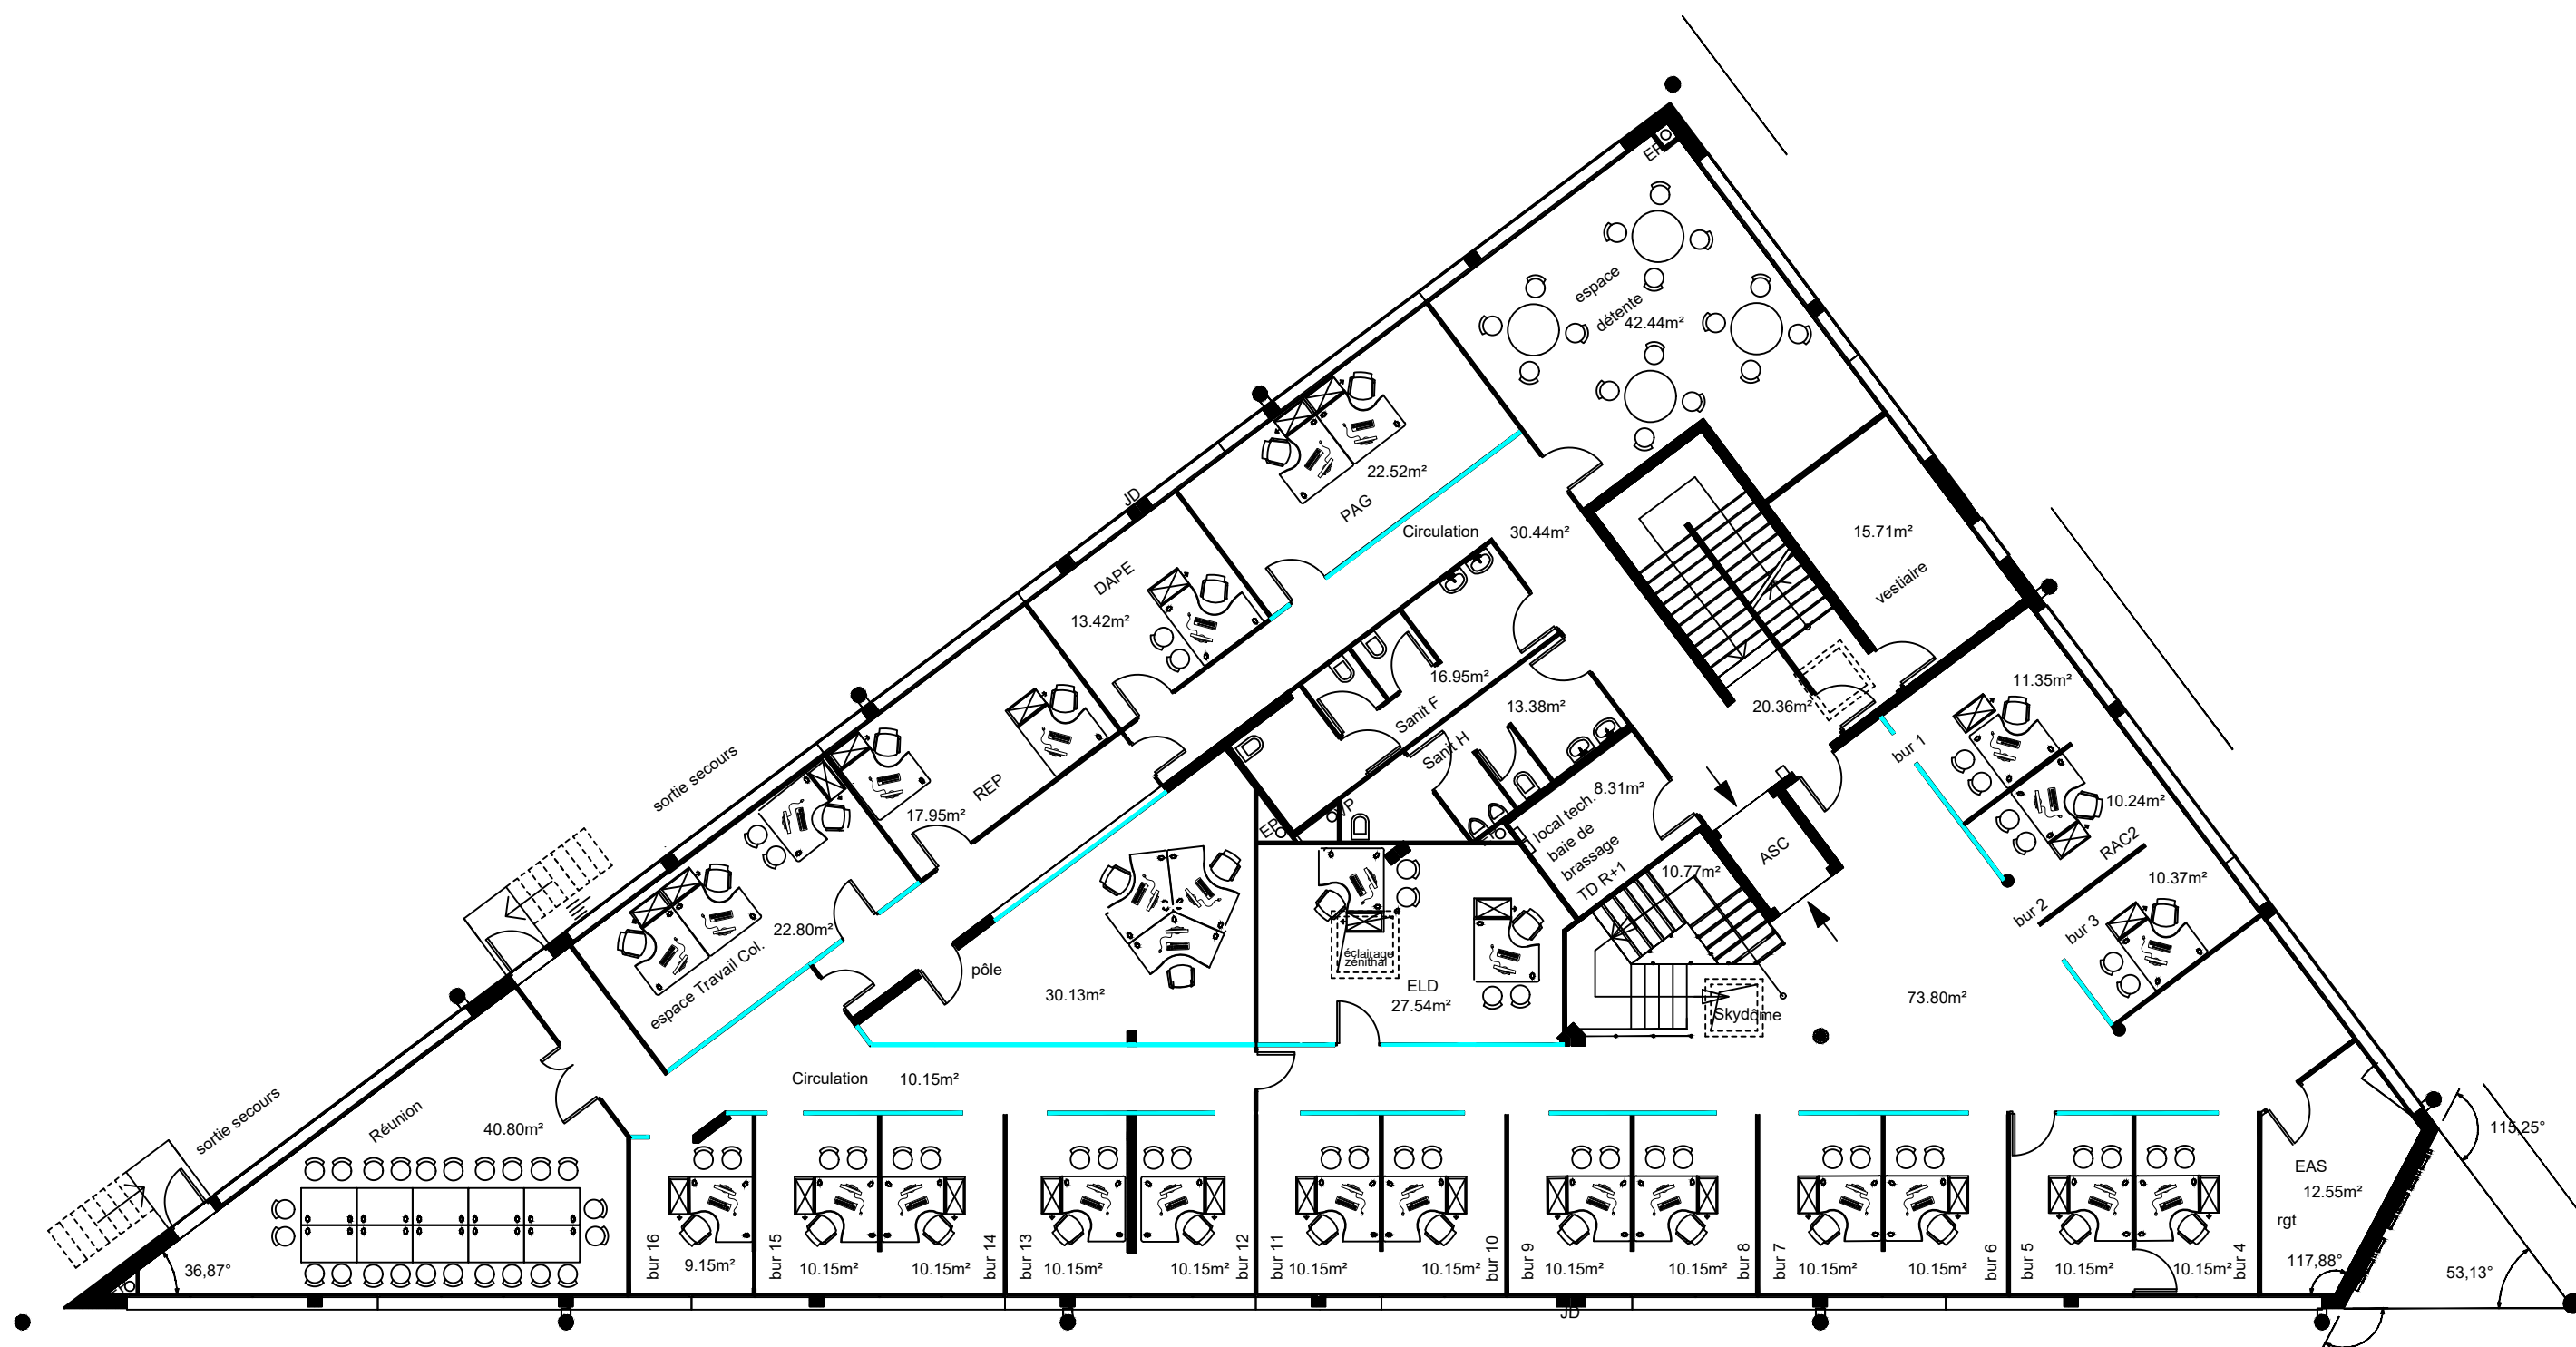 EP
espace
détente
42.44m²
22.52m²
PAG
JD
Circulation
30.44m²
15.71m²
vestiaire
DAPE
13.42m²
16.95m²
Sanit F
13.38m²
Sanit H
20.36m²
11.35m²
bur 1
sortie secours
REP
17.95m²
EP
VP
8.31m²
local tech.
baie de
brassage
TD R+1
10.77m²
ASC
10.24m²
RAC2
10.37m²
bur 2
bur 3
22.80m²
espace Travail Col.
pôle
30.13m²
éclairage
zénithal
ELD
27.54m²
Skydôme
73.80m²
Circulation
10.15m²
sortie secours
Réunion
40.80m²
115,25°
EAS
12.55m²
rgt
117,88°
53,13°
36,87°
bur 16
9.15m²
bur 15
10.15m²
10.15m²
bur 14
bur 13
10.15m²
10.15m²
bur 12
bur 11
10.15m²
10.15m²
bur 10
bur 9
10.15m²
10.15m²
bur 8
bur 7
10.15m²
10.15m²
bur 6
bur 5
10.15m²
10.15m²
bur 4
JD